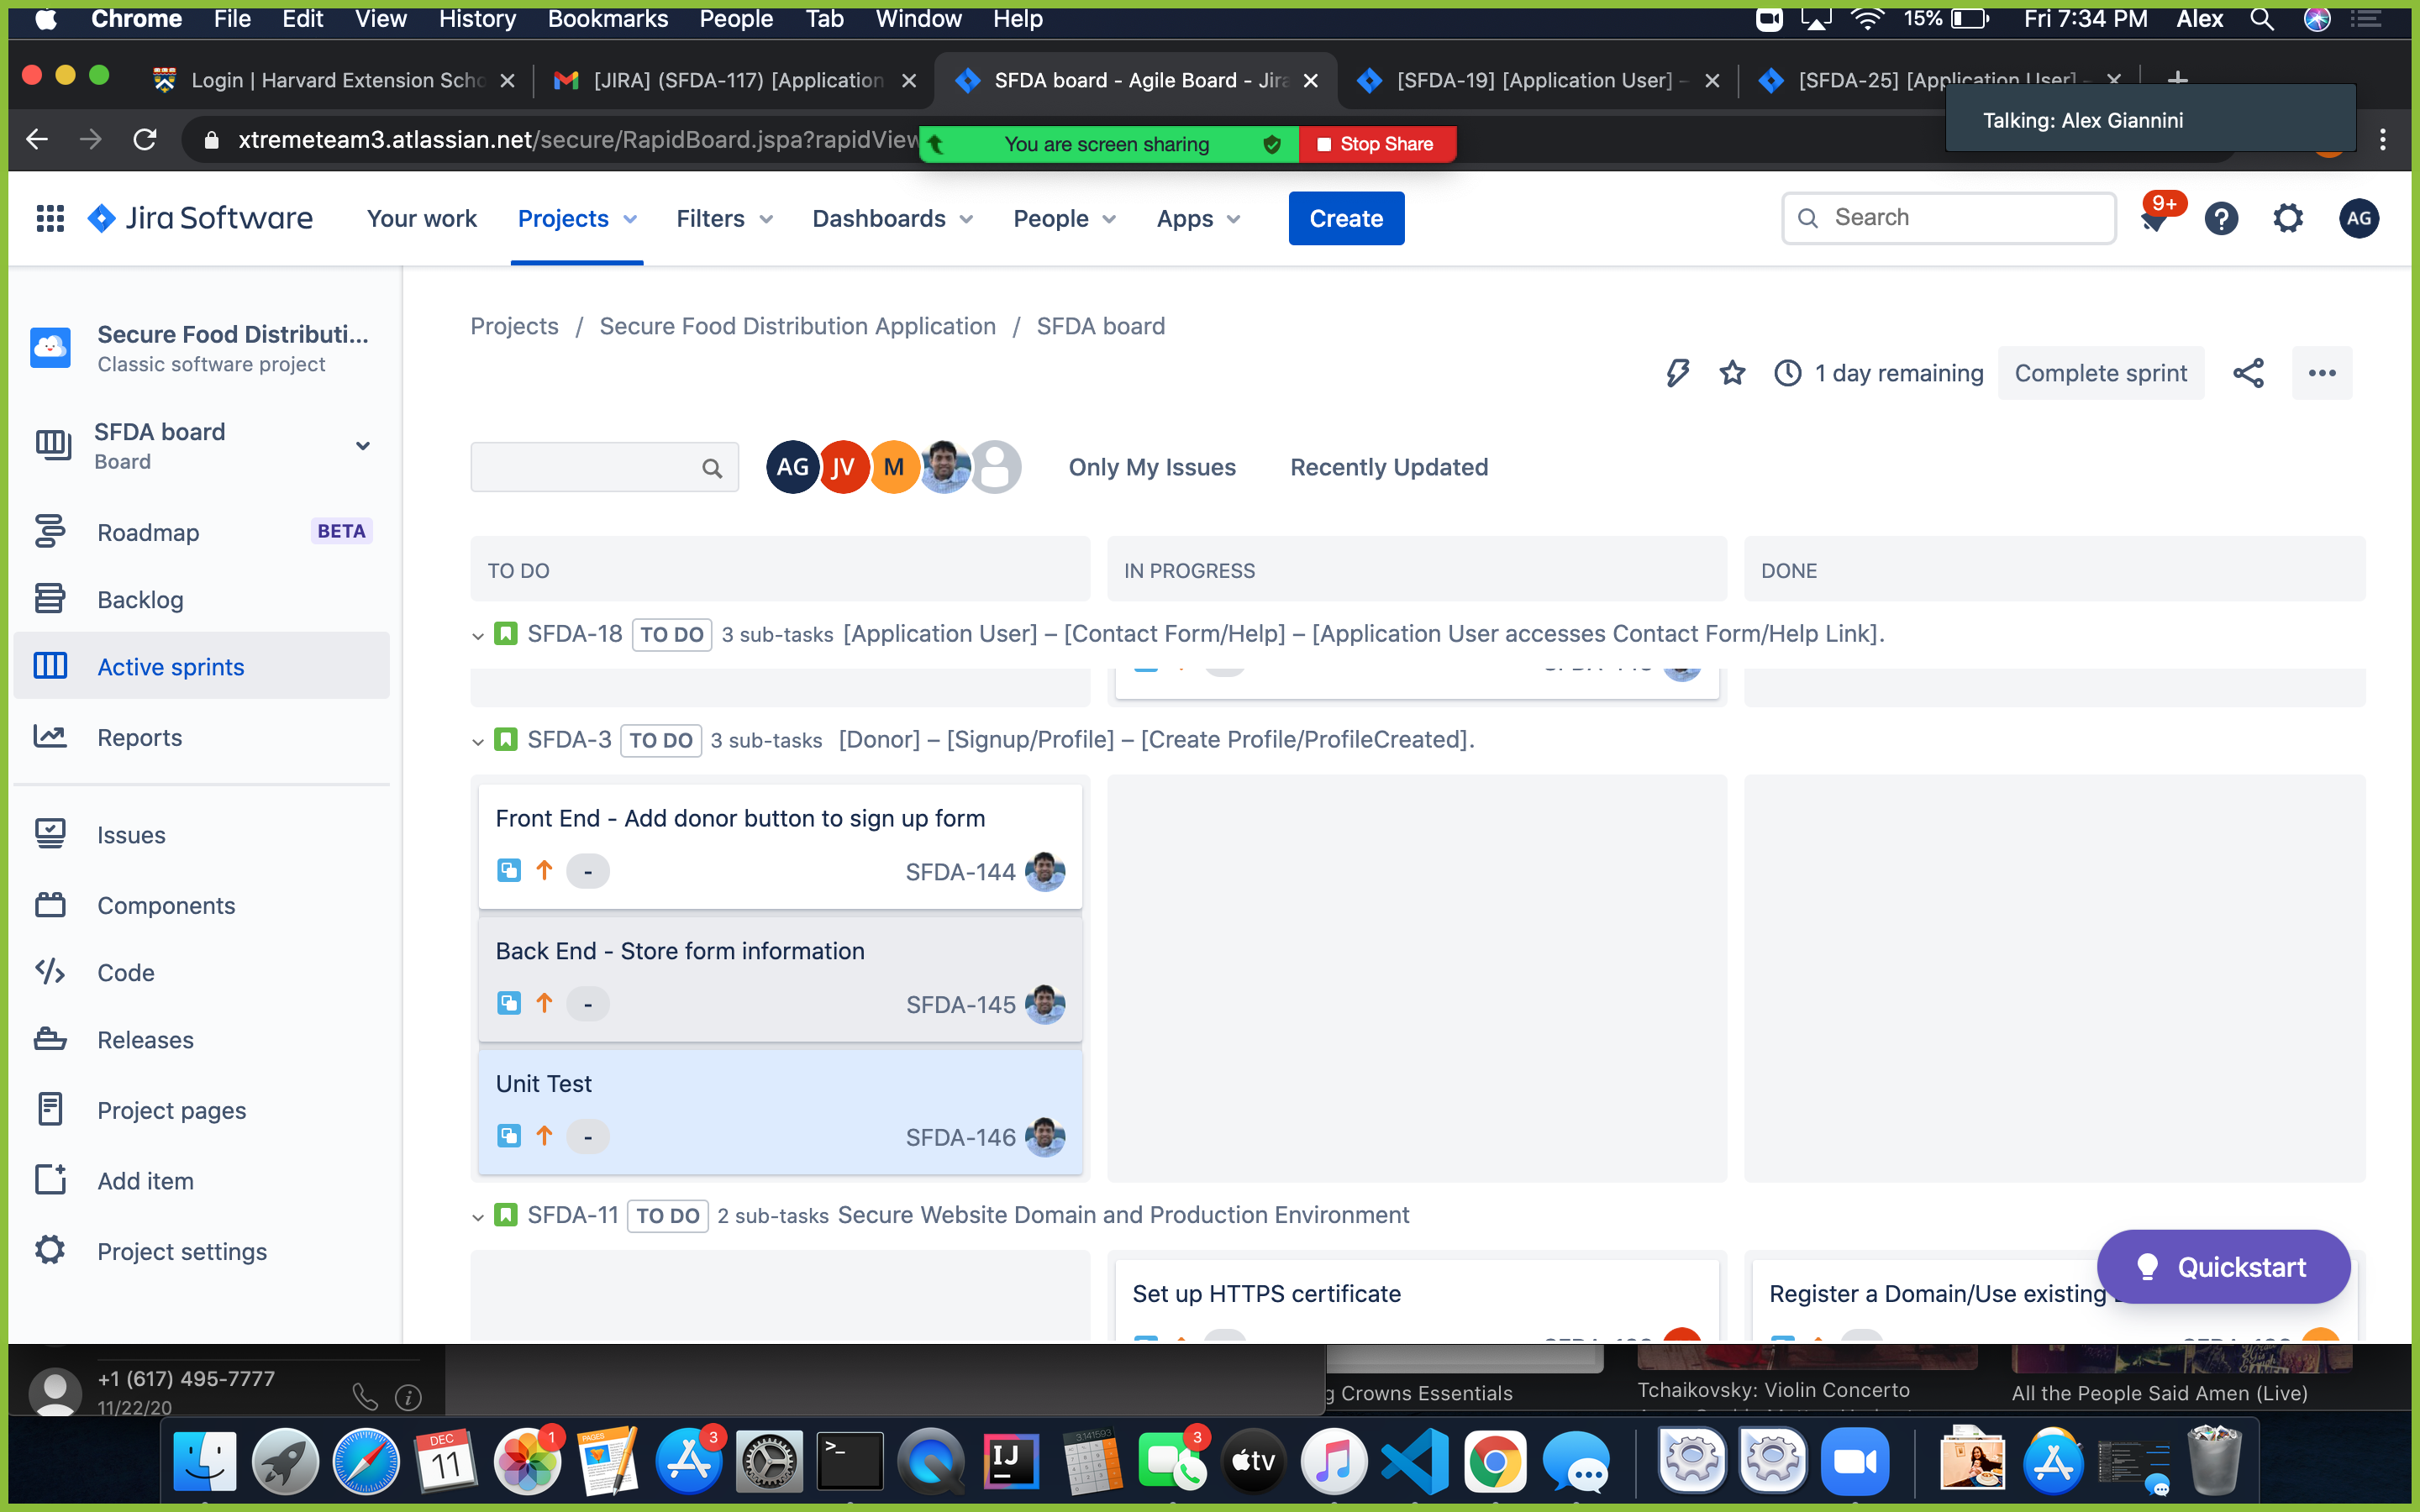 Chrome File Edit View History Bookmarks People Tab Window Help 15% Fri 7:34 PM Alex
Login | Harvard Extension Scho
[JIRA] (SFDA-117) [Application
SFDA board - Agile Board - Jira
[SFDA-19] [Application User] -
[SFDA-25] [Application User] -
Talking: Alex Giannini
xtremeteam3.atlassian.net/secure/RapidBoard.jspa?rapidView
You are screen sharing
Stop Share
Jira Software Your work Projects Filters Dashboards People Apps Create Search 9+ ? AG
Secure Food Distributi...
Classic software project
SFDA board
Board
Roadmap BETA
Backlog
Active sprints
Reports
Issues
Components
Code
Releases
Project pages
Add item
Project settings
Projects / Secure Food Distribution Application / SFDA board
1 day remaining Complete sprint
AG JV M Only My Issues Recently Updated
TO DO IN PROGRESS DONE
SFDA-18 TO DO 3 sub-tasks [Application User] – [Contact Form/Help] – [Application User accesses Contact Form/Help Link].
SFDA-3 TO DO 3 sub-tasks [Donor] – [Signup/Profile] – [Create Profile/ProfileCreated].
Front End - Add donor button to sign up form
- SFDA-144
Back End - Store form information
- SFDA-145
Unit Test
- SFDA-146
SFDA-11 TO DO 2 sub-tasks Secure Website Domain and Production Environment
Set up HTTPS certificate
Register a Domain/Use existing
Quickstart
+1 (617) 495-7777
11/22/20
g Crowns Essentials
Tchaikovsky: Violin Concerto
All the People Said Amen (Live)
DEC
11
1
PAGES
3
>_
IJ
3.141593
3
tv